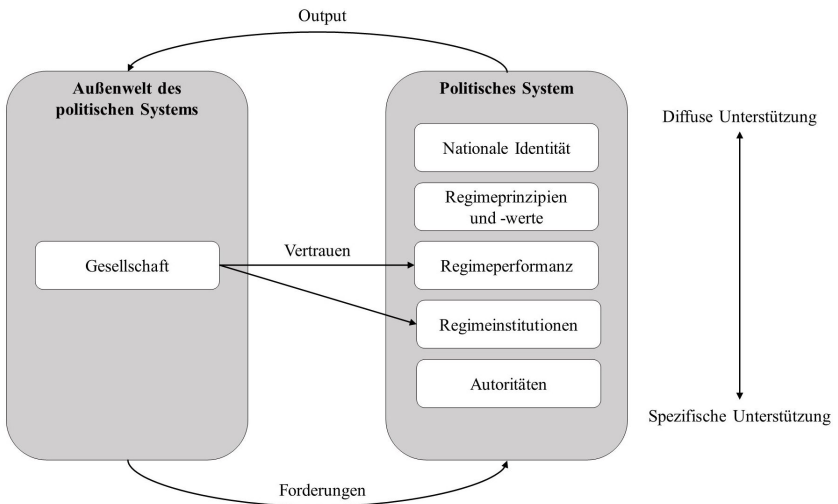 Output
Außenwelt des
politischen Systems
Gesellschaft
Vertrauen
Politisches System
Nationale Identität
Regimeprinzipien
und -werte
Regimeperformanz
Regimeinstitutionen
Autoritäten
Diffuse Unterstützung
Spezifische Unterstützung
Forderungen